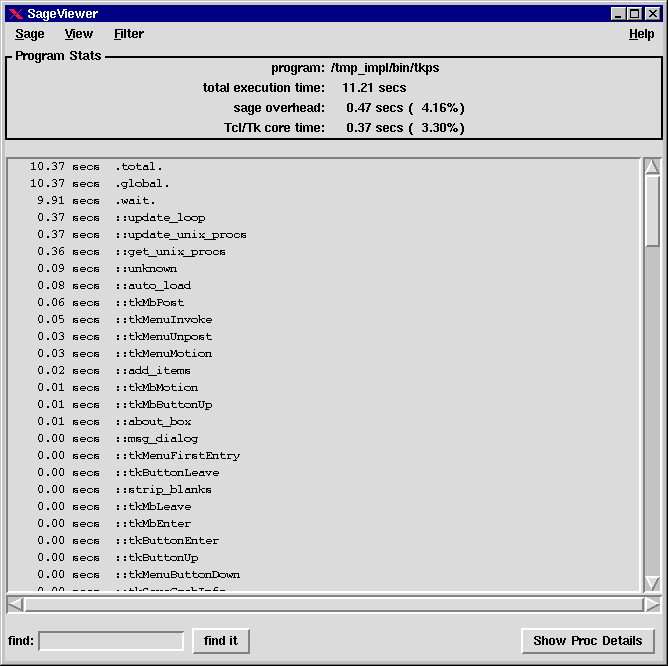 SageViewer
Sage View Filter Help
Program Stats
program: /tmp_impl/bin/tkps
total execution time: 11.21 secs
sage overhead: 0.47 secs ( 4.16%)
Tcl/Tk core time: 0.37 secs ( 3.30%)
10.37 secs .total.
10.37 secs .global.
9.91 secs .wait.
0.37 secs ::update_loop
0.37 secs ::update_unix_procs
0.36 secs ::get_unix_procs
0.09 secs ::unknown
0.08 secs ::auto_load
0.06 secs ::tkMbPost
0.05 secs ::tkMenuInvoke
0.03 secs ::tkMenuUnpost
0.03 secs ::tkMenuMotion
0.02 secs ::add_items
0.01 secs ::tkMbMotion
0.01 secs ::tkMbButtonUp
0.01 secs ::about_box
0.00 secs ::msg_dialog
0.00 secs ::tkMenuFirstEntry
0.00 secs ::tkButtonLeave
0.00 secs ::strip_blanks
0.00 secs ::tkMbLeave
0.00 secs ::tkMbEnter
0.00 secs ::tkButtonEnter
0.00 secs ::tkButtonUp
0.00 secs ::tkMenuButtonDown
0.00 secs
find: find it Show Proc Details